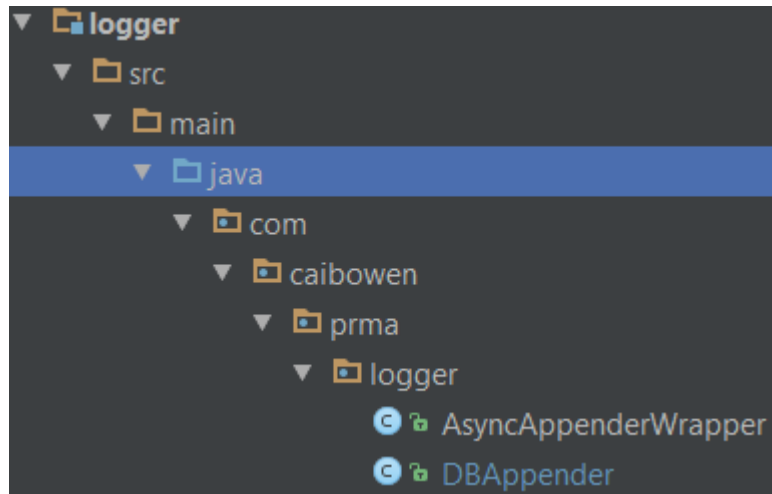 logger
src
main
java
com
caibowen
prma
logger
AsyncAppenderWrapper
DBAppender